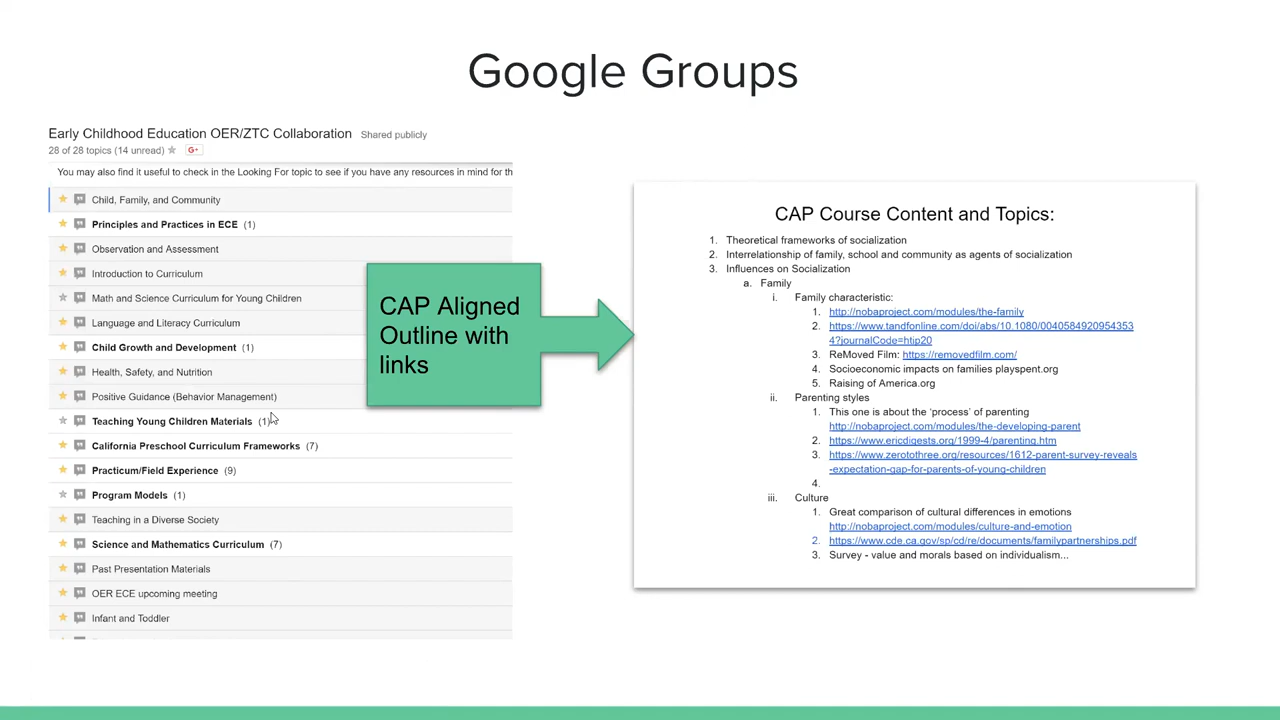 Google Groups
Early Childhood Education OER/ZTC Collaboration Shared publicly
28 of 28 topics (14 unread) G+
You may also find it useful to check in the Looking For topic to see if you have any resources in mind for th
Child, Family, and Community
Principles and Practices in ECE (1)
Observation and Assessment
Introduction to Curriculum
Math and Science Curriculum for Young Children
Language and Literacy Curriculum
Child Growth and Development (1)
Health, Safety, and Nutrition
Positive Guidance (Behavior Management)
Teaching Young Children Materials (1)
California Preschool Curriculum Frameworks (7)
Practicum/Field Experience (9)
Program Models (1)
Teaching in a Diverse Society
Science and Mathematics Curriculum (7)
Past Presentation Materials
OER ECE upcoming meeting
Infant and Toddler
CAP Aligned
Outline with
links
CAP Course Content and Topics:
1. Theoretical frameworks of socialization
2. Interrelationship of family, school and community as agents of socialization
3. Influences on Socialization
a. Family
i. Family characteristic:
1. http://nobaproject.com/modules/the-family
2. https://www.tandfonline.com/doi/abs/10.1080/0040584920954353
4?journalCode=htip20
3. ReMoved Film: https://removedfilm.com/
4. Socioeconomic impacts on families playspent.org
5. Raising of America.org
ii. Parenting styles
1. This one is about the ‘process’ of parenting
http://nobaproject.com/modules/the-developing-parent
2. https://www.ericdigests.org/1999-4/parenting.htm
3. https://www.zerotothree.org/resources/1612-parent-survey-reveals
-expectation-gap-for-parents-of-young-children
4.
iii. Culture
1. Great comparison of cultural differences in emotions
http://nobaproject.com/modules/culture-and-emotion
2. https://www.cde.ca.gov/sp/cd/re/documents/familypartnerships.pdf
3. Survey - value and morals based on individualism...